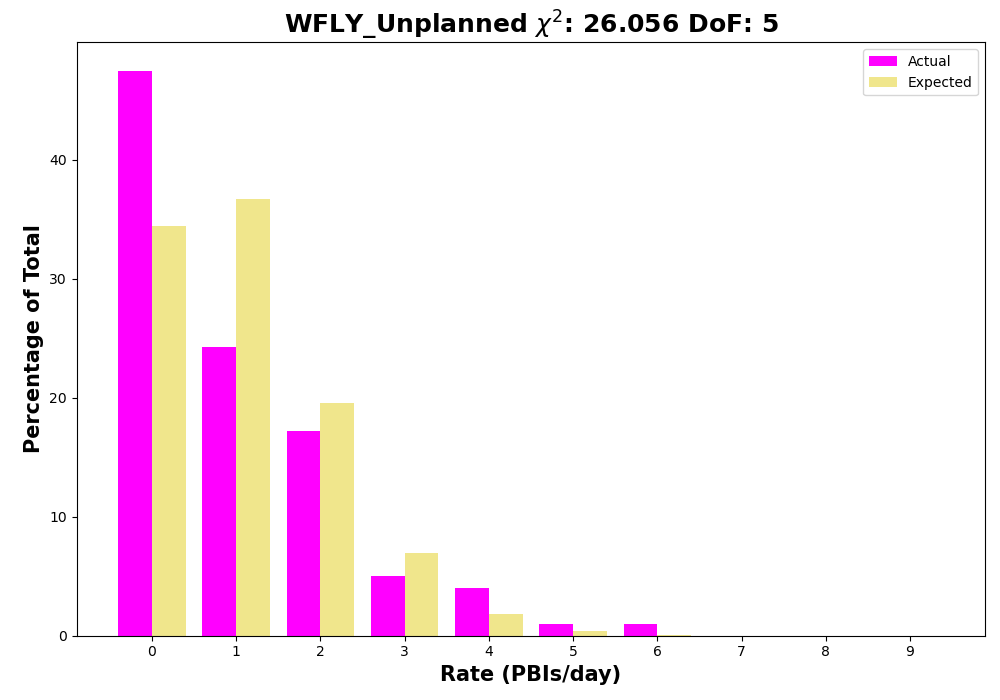 WFLY_Unplanned χ²: 26.056 DoF: 5
Actual
Expected
Percentage of Total
40
30
20
10
0
0 1 2 3 4 5 6 7 8 9
Rate (PBIs/day)